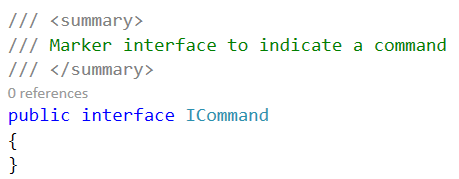 /// <summary>
/// Marker interface to indicate a command
/// </summary>
0 references
public interface ICommand
{
}